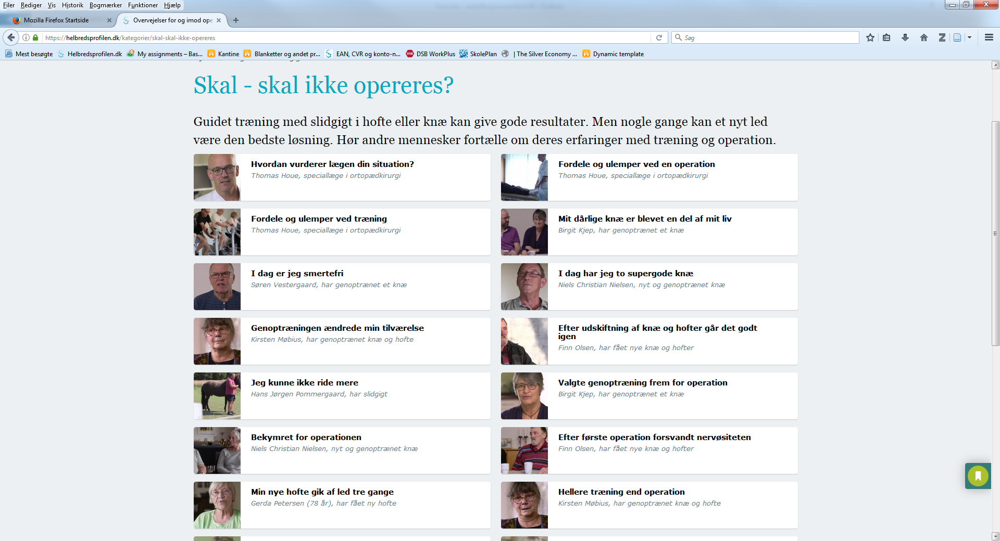 Filer Rediger Vis Historik Bogmærker Funktioner Hjælp
Mozilla Firefox Startside
Overvejelser for og imod ope
https://helbredsprofilen.dk/kategorier/skal-skal-ikke-opereres
Søg
Mest besøgte Helbredsprofilen.dk My assignments – Bas... Kantine Blanketter og andet pr... EAN, CVR og konto-n... DSB WorkPlus SkolePlan | The Silver Economy ... Dynamic template
Skal - skal ikke opereres?
Guidet træning med slidgigt i hofte eller knæ kan give gode resultater. Men nogle gange kan et nyt led
være den bedste løsning. Hør andre mennesker fortælle om deres erfaringer med træning og operation.
Hvordan vurderer lægen din situation?
Thomas Houe, speciallæge i ortopædkirurgi
Fordele og ulemper ved en operation
Thomas Houe, speciallæge i ortopædkirurgi
Fordele og ulemper ved træning
Thomas Houe, speciallæge i ortopædkirurgi
Mit dårlige knæ er blevet en del af mit liv
Birgit Kjep, har genoptrænet et knæ
I dag er jeg smertefri
Søren Vestergaard, har genoptrænet et knæ
I dag har jeg to supergode knæ
Niels Christian Nielsen, nyt og genoptrænet knæ
Genoptræningen ændrede min tilværelse
Kirsten Møbius, har genoptrænet knæ og hofte
Efter udskiftning af knæ og hofter går det godt
igen
Finn Olsen, har fået nye knæ og hofter
Jeg kunne ikke ride mere
Hans Jørgen Pommergaard, har slidgigt
Valgte genoptræning frem for operation
Birgit Kjep, har genoptrænet et knæ
Bekymret for operationen
Niels Christian Nielsen, nyt og genoptrænet knæ
Efter første operation forsvandt nervøsiteten
Finn Olsen, har fået nye knæ og hofter
Min nye hofte gik af led tre gange
Gerda Petersen (78 år), har fået ny hofte
Hellere træning end operation
Kirsten Møbius, har genoptrænet knæ og hofte